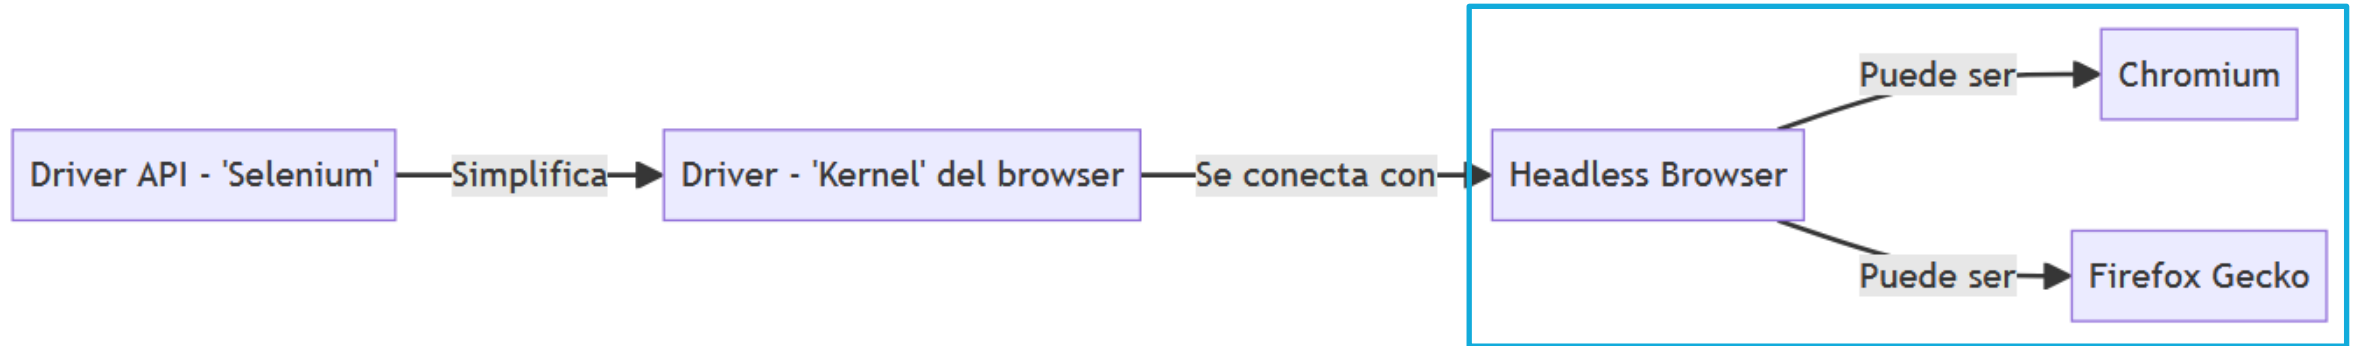 Driver API - 'Selenium'
Simplifica
Driver - 'Kernel' del browser
Se conecta con
Headless Browser
Puede ser
Chromium
Puede ser
Firefox Gecko